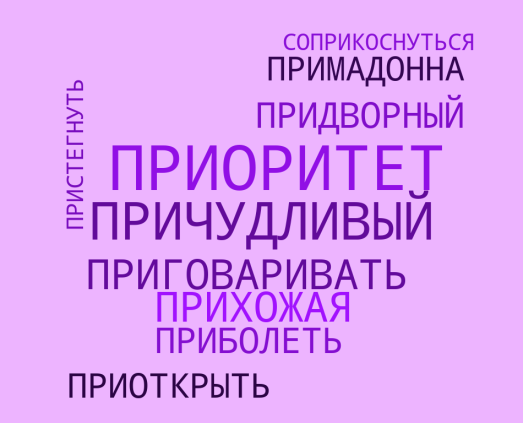 СОПРИКОСНУТЬСЯ
ПРИМАДОННА
ПРИСТЕГНУТЬ
ПРИДВОРНЫЙ
ПРИОРИТЕТ
ПРИЧУДЛИВЫЙ
ПРИГОВАРИВАТЬ
ПРИХОЖАЯ
ПРИБОЛЕТЬ
ПРИОТКРЫТЬ